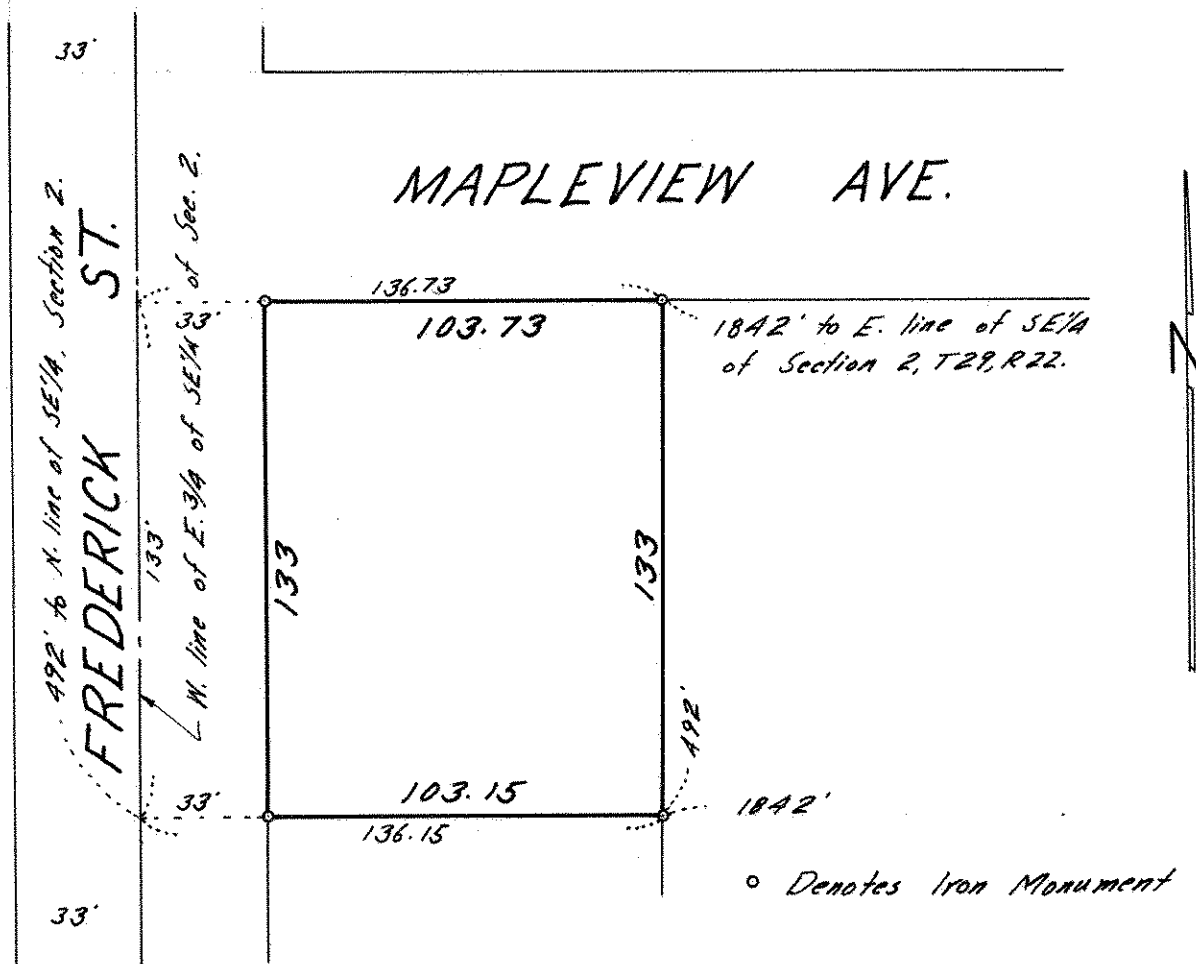 33'
MAPLEVIEW AVE.
492' to N. line of SE¼, Section 2.
FREDERICK ST.
W. line of E. 3/4 of SE¼ of Sec. 2.
136.73
33'
103.73
1842' to E. line of SE¼
of Section 2, T29, R22.
N
133'
133
133
492'
33'
103.15
136.15
1842'
33'
Denotes Iron Monument